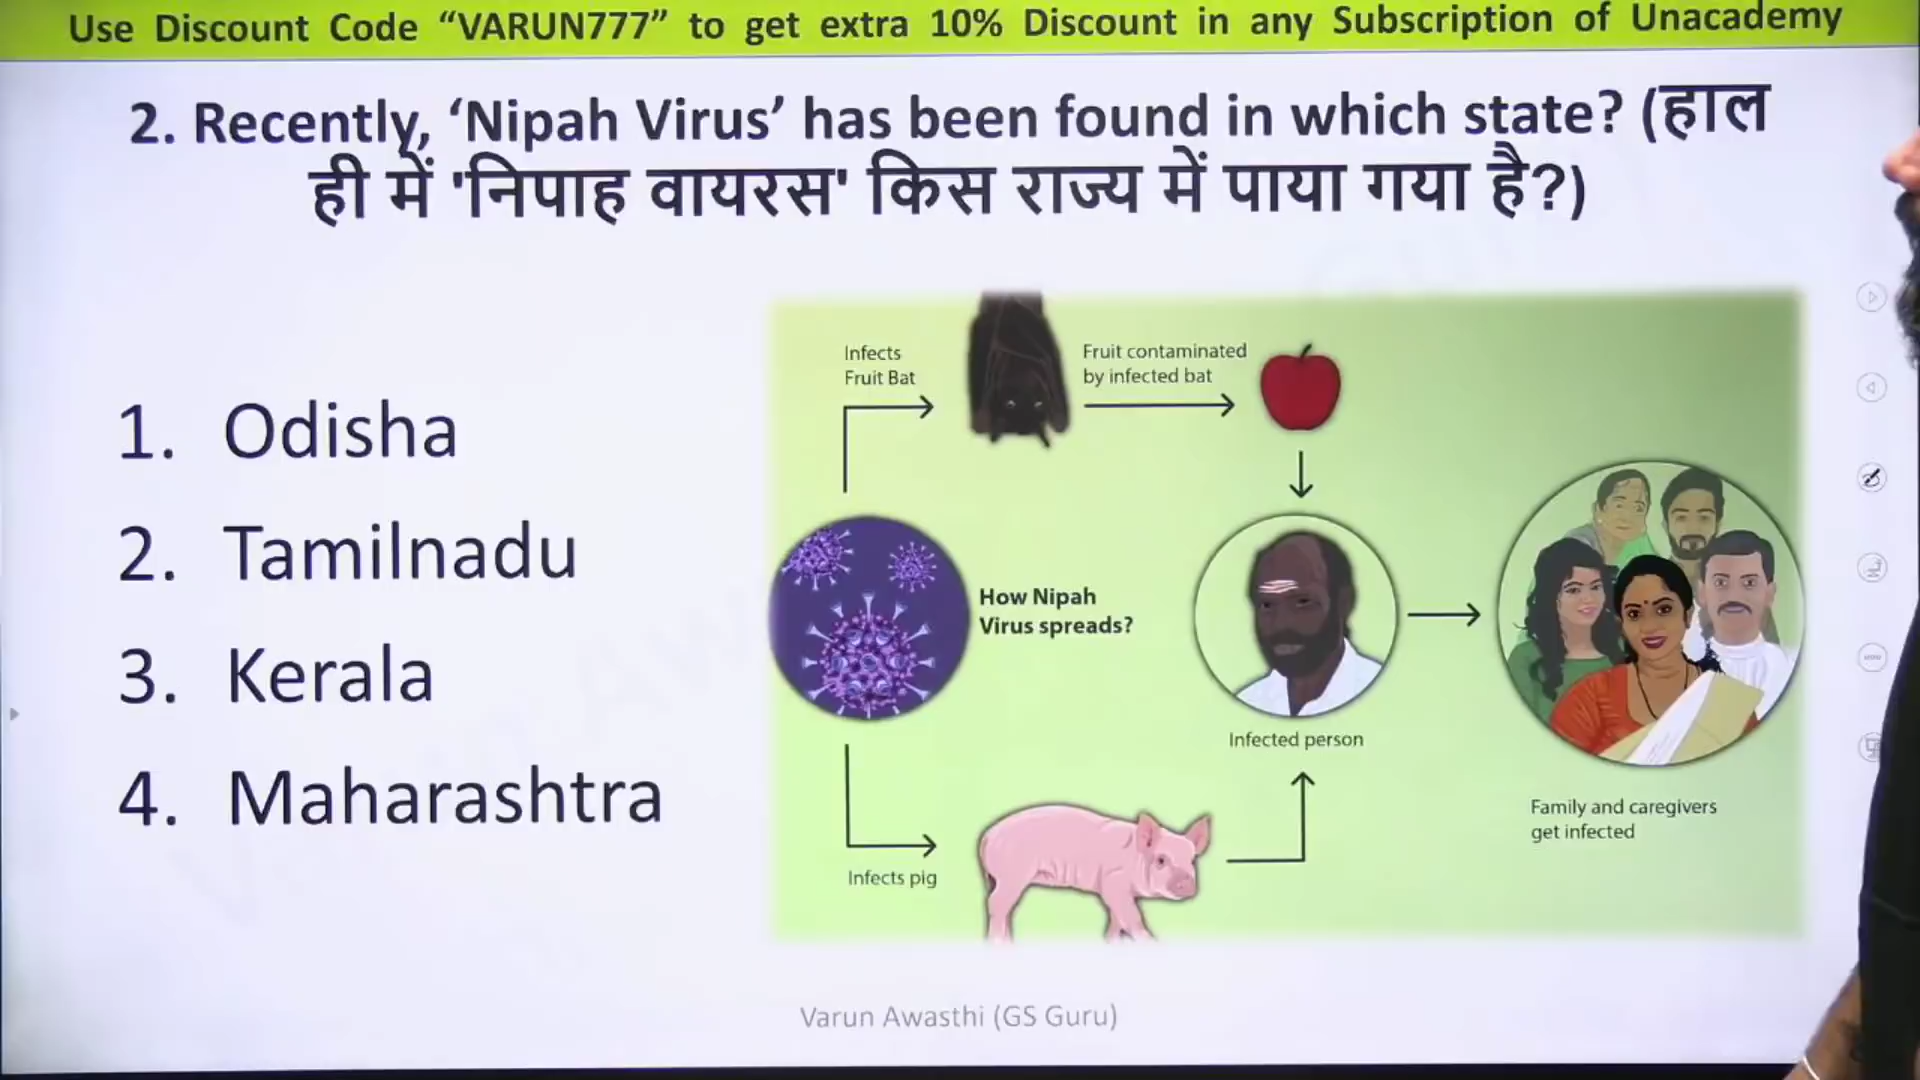 Use Discount Code “VARUN777” to get extra 10% Discount in any Subscription of Unacademy
2. Recently, ‘Nipah Virus’ has been found in which state? (हाल
ही में 'निपाह वायरस' किस राज्य में पाया गया है?)
1. Odisha
2. Tamilnadu
3. Kerala
4. Maharashtra
Infects
Fruit Bat
Fruit contaminated
by infected bat
How Nipah
Virus spreads?
Infected person
Infects pig
Family and caregivers
get infected
Varun Awasthi (GS Guru)